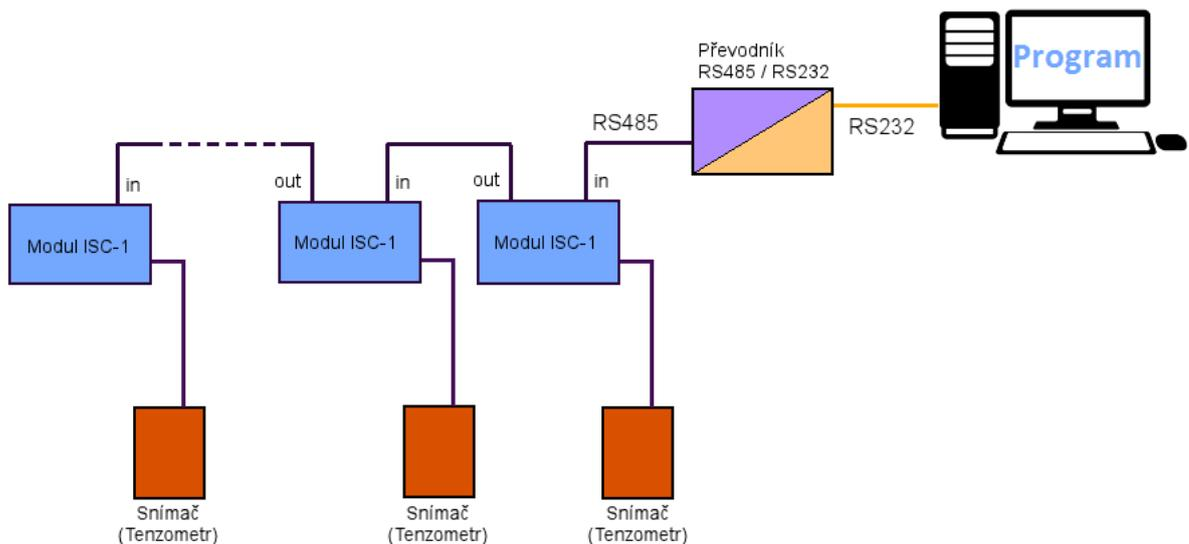 Převodník
RS485 / RS232
Program
RS485
RS232
in
out
in
out
in
Modul ISC-1
Modul ISC-1
Modul ISC-1
Snímač
(Tenzometr)
Snímač
(Tenzometr)
Snímač
(Tenzometr)